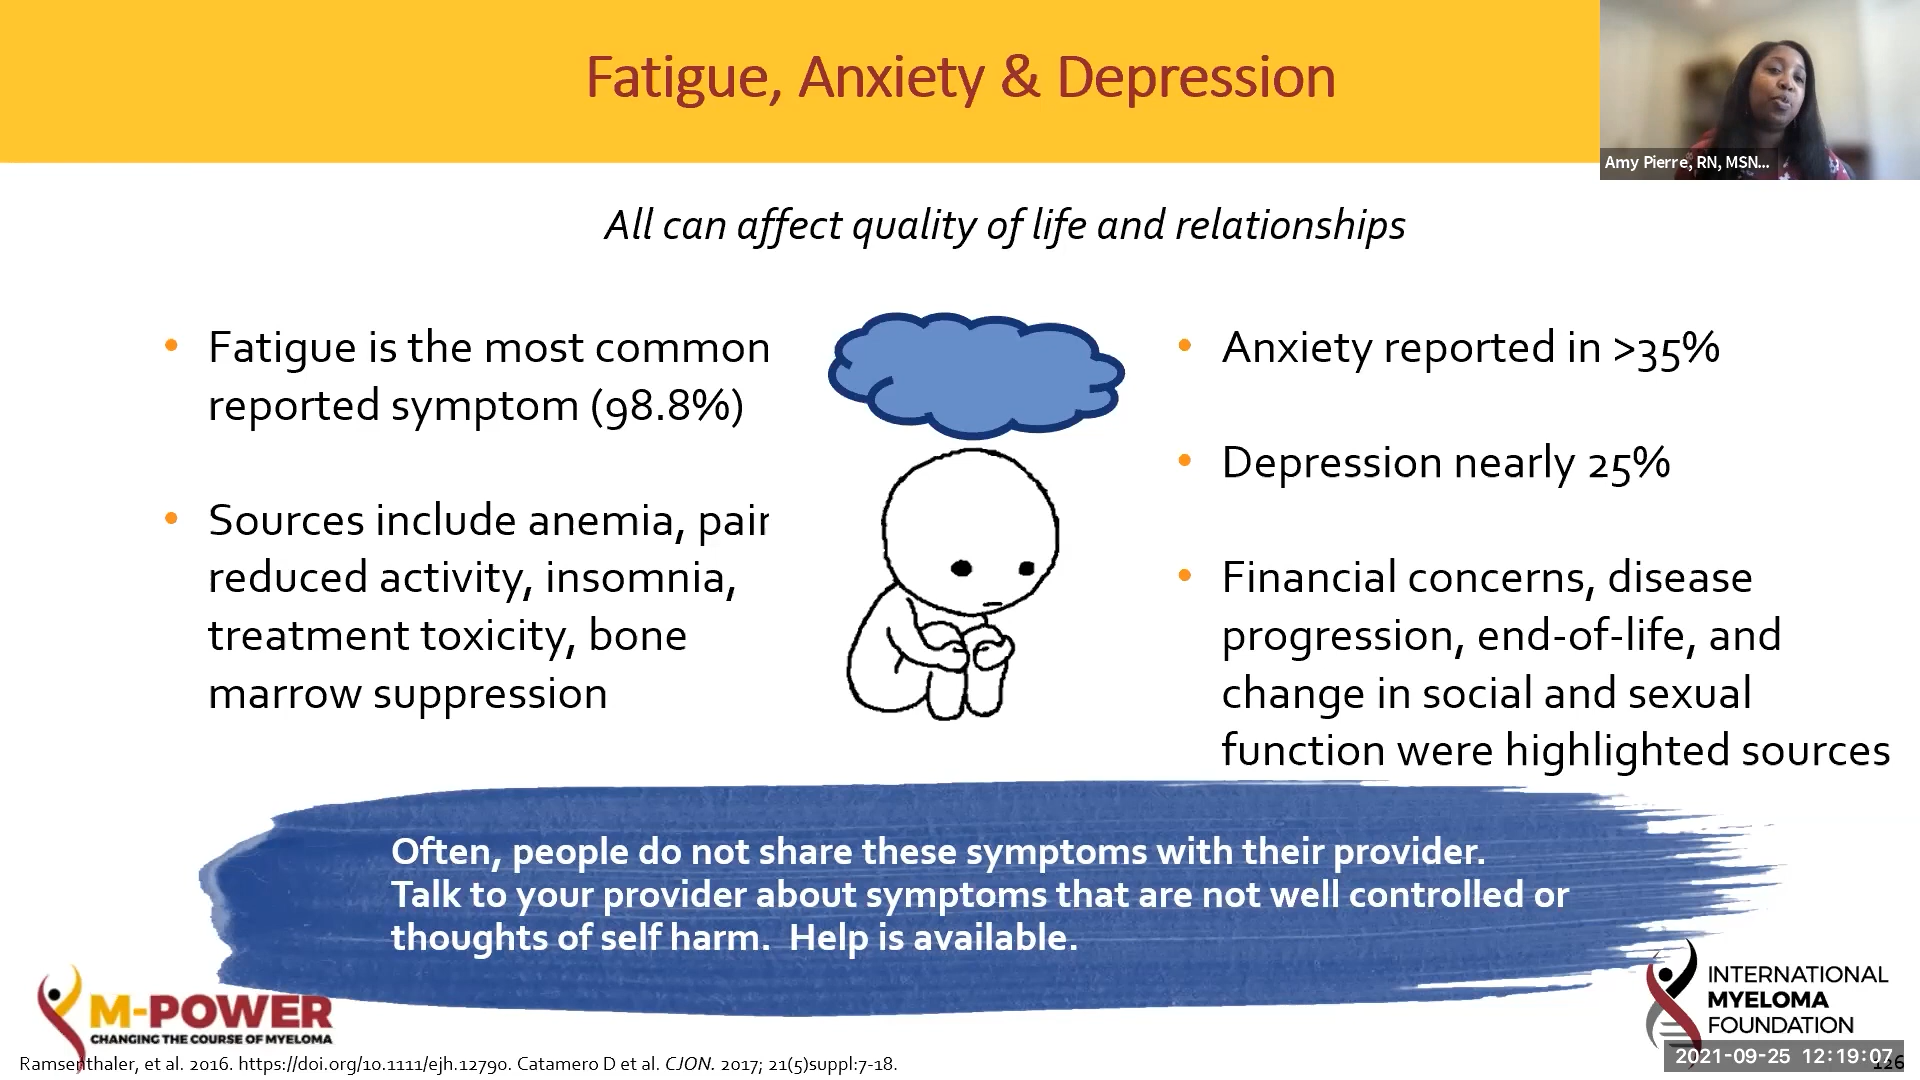 Fatigue, Anxiety & Depression
Amy Pierre, RN, MSN...
All can affect quality of life and relationships
• Fatigue is the most common
reported symptom (98.8%)
• Sources include anemia,
reduced activity, insomnia,
treatment toxicity, bone
marrow suppression
• Anxiety reported in >35%
• Depression nearly 25%
• Financial concerns, disease
progression, end-of-life, and
change in social and sexual
function were highlighted sources
Often, people do not share these symptoms with their provider.
Talk to your provider about symptoms that are not well controlled or
thoughts of self harm.  Help is available.
M-POWER
CHANGING THE COURSE OF MYELOMA
INTERNATIONAL
MYELOMA
FOUNDATION
Ramsenthaler, et al. 2016. https://doi.org/10.1111/ejh.12790. Catamero D et al. CJON. 2017; 21(5)suppl:7-18.
2021-09-25 12:19:07
126